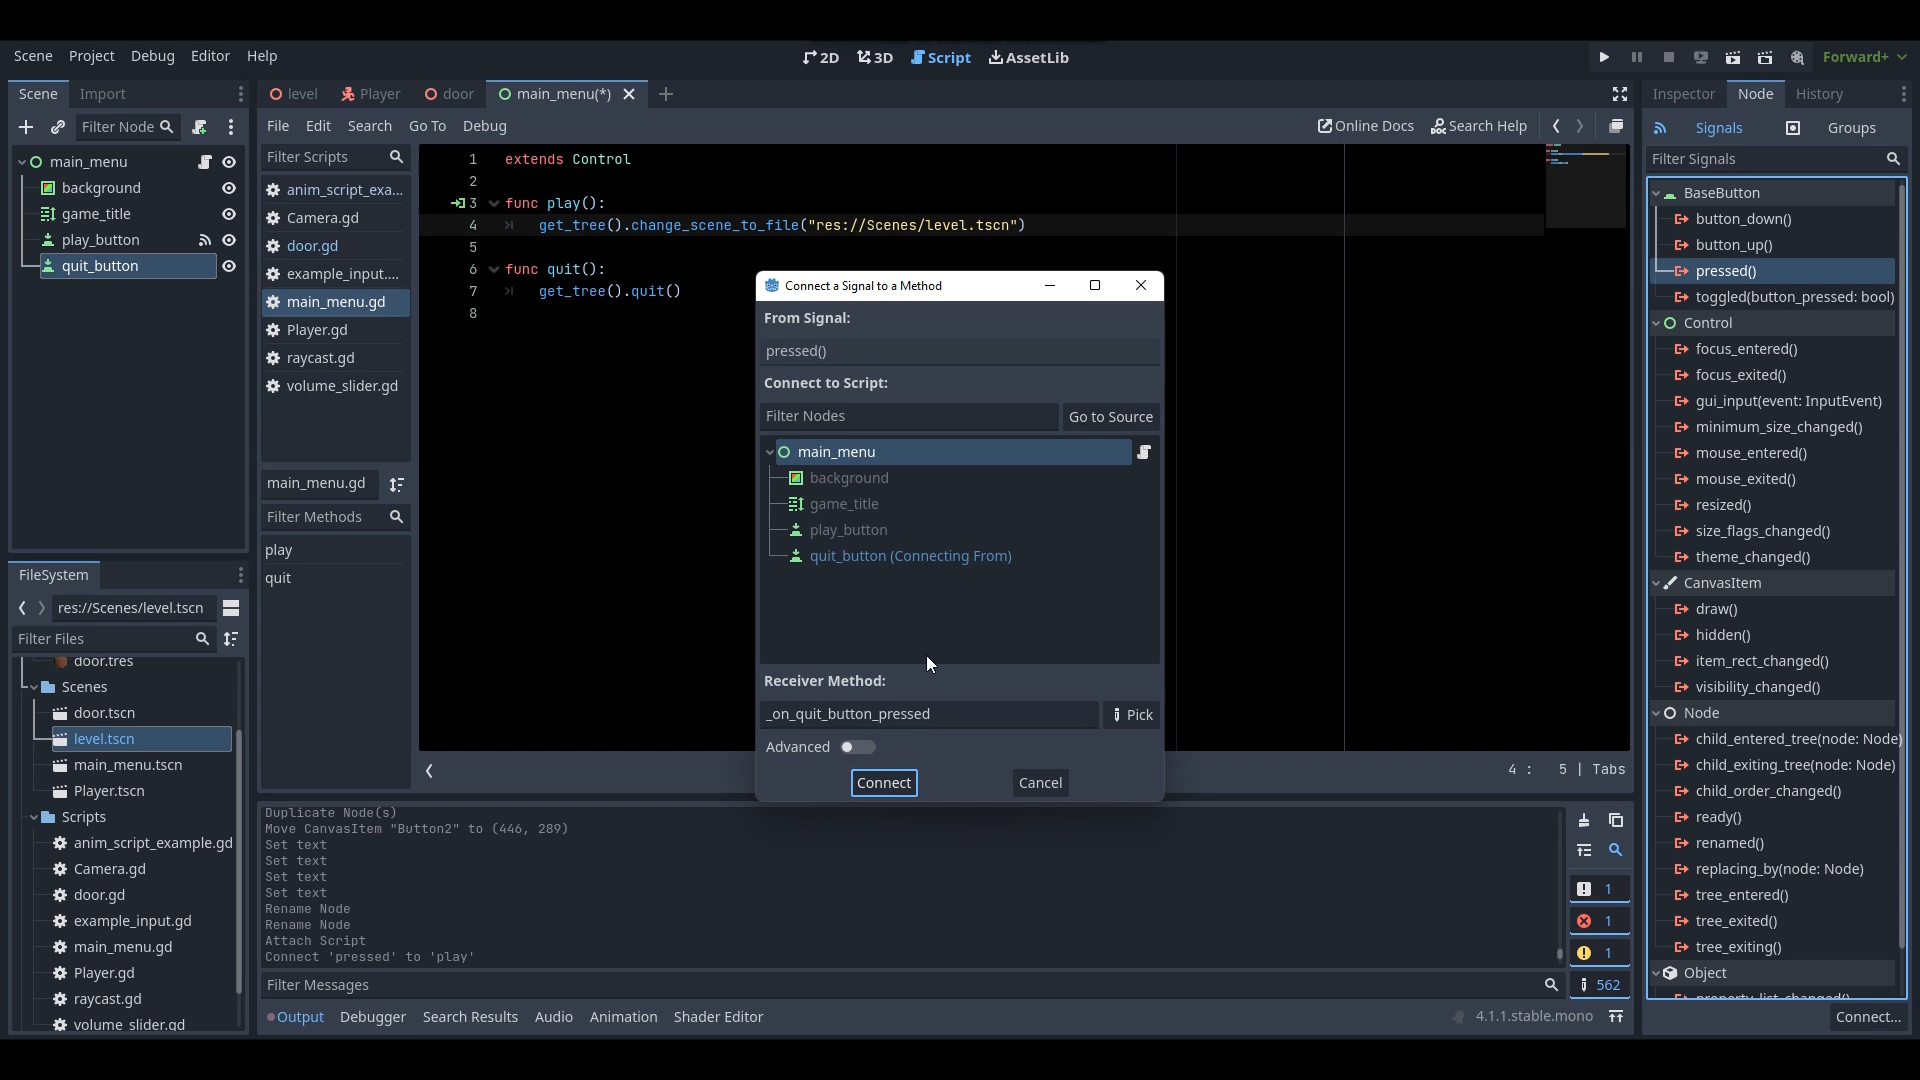 Scene Project Debug Editor Help
2D 3D Script AssetLib
Forward+
Scene Import
Filter Node
main_menu
background
game_title
play_button
quit_button
FileSystem
res://Scenes/level.tscn
Filter Files
door.tres
Scenes
door.tscn
level.tscn
main_menu.tscn
Player.tscn
Scripts
anim_script_example.gd
Camera.gd
door.gd
example_input.gd
main_menu.gd
Player.gd
raycast.gd
volume_slider.gd
level Player door main_menu(*)
File Edit Search Go To Debug
Online Docs Search Help
Filter Scripts
anim_script_exa...
Camera.gd
door.gd
example_input....
main_menu.gd
Player.gd
raycast.gd
volume_slider.gd
main_menu.gd
Filter Methods
play
quit
1 extends Control
2
3 func play():
4 get_tree().change_scene_to_file("res://Scenes/level.tscn")
5
6 func quit():
7 get_tree().quit()
8
4 : 5 | Tabs
Connect a Signal to a Method
From Signal:
pressed()
Connect to Script:
Filter Nodes
Go to Source
main_menu
background
game_title
play_button
quit_button (Connecting From)
Receiver Method:
_on_quit_button_pressed
Pick
Advanced
Connect
Cancel
Duplicate Node(s)
Move CanvasItem "Button2" to (446, 289)
Set text
Set text
Set text
Set text
Rename Node
Rename Node
Attach Script
Connect 'pressed' to 'play'
Filter Messages
1
1
1
562
Output Debugger Search Results Audio Animation Shader Editor
4.1.1.stable.mono
Inspector Node History
Signals Groups
Filter Signals
BaseButton
button_down()
button_up()
pressed()
toggled(button_pressed: bool)
Control
focus_entered()
focus_exited()
gui_input(event: InputEvent)
minimum_size_changed()
mouse_entered()
mouse_exited()
resized()
size_flags_changed()
theme_changed()
CanvasItem
draw()
hidden()
item_rect_changed()
visibility_changed()
Node
child_entered_tree(node: Node)
child_exiting_tree(node: Node)
child_order_changed()
ready()
renamed()
replacing_by(node: Node)
tree_entered()
tree_exited()
tree_exiting()
Object
property_list_changed()
Connect...